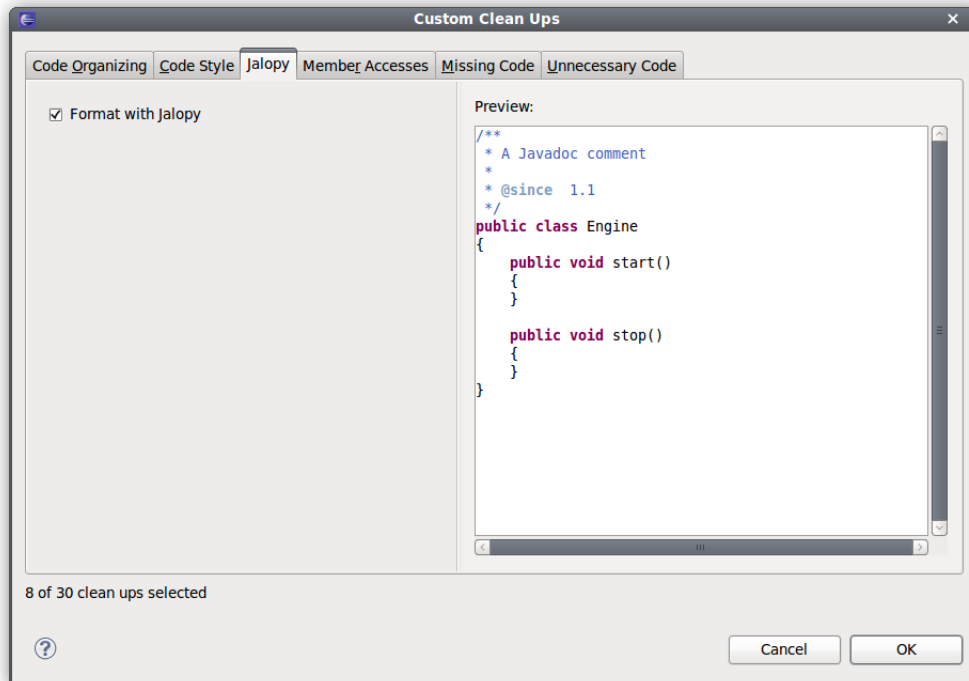 Custom Clean Ups
Code Organizing
Code Style
Jalopy
Member Accesses
Missing Code
Unnecessary Code
Format with Jalopy
Preview:
/**
 * A Javadoc comment
 *
 * @since  1.1
 */
public class Engine
{
    public void start()
    {
    }

    public void stop()
    {
    }
}
8 of 30 clean ups selected
Cancel
OK